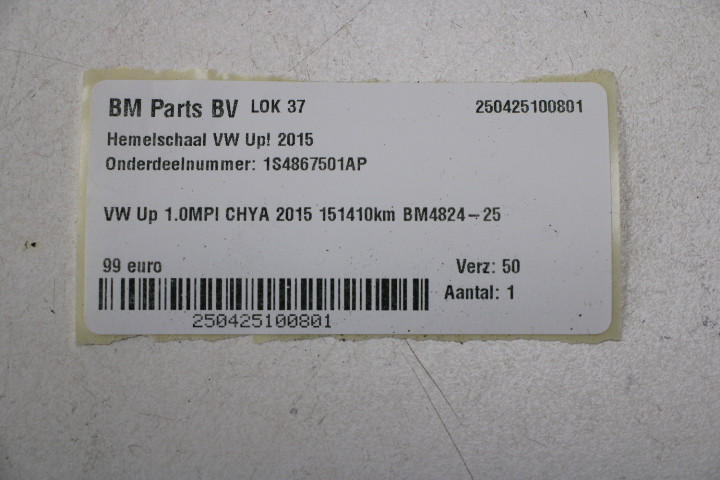 BM Parts BV LOK 37 250425100801
Hemelschaal VW Up! 2015
Onderdeelnummer: 1S4867501AP
VW Up 1.0MPI CHYA 2015 151410km BM4824-25
99 euro Verz: 50
Aantal: 1
250425100801